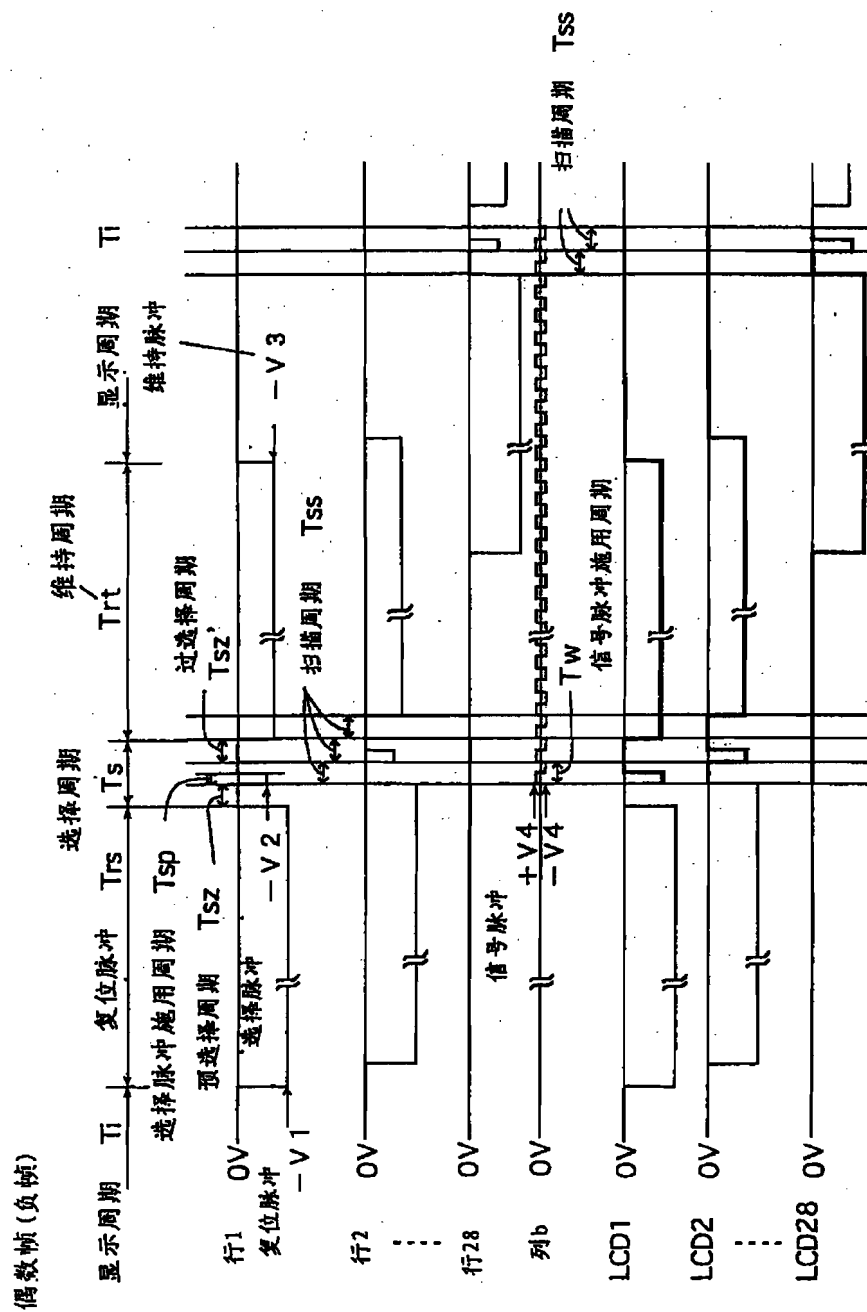 偶数帧(负帧)
显示周期 Ti
复位脉冲 Trs
选择周期 Ts
维持周期 Trt
显示周期 Ti
选择脉冲施用周期 Tsp
预选择周期 Tsz
过选择周期 Tsz'
选择脉冲
维持脉冲
行1 0V
复位脉冲
-V1
-V2
-V3
扫描周期 Tss
行2 0V
行28 0V
信号脉冲
+V4
-V4
列b 0V
Tw
信号脉冲施用周期
扫描周期 Tss
LCD1 0V
LCD2 0V
LCD28 0V